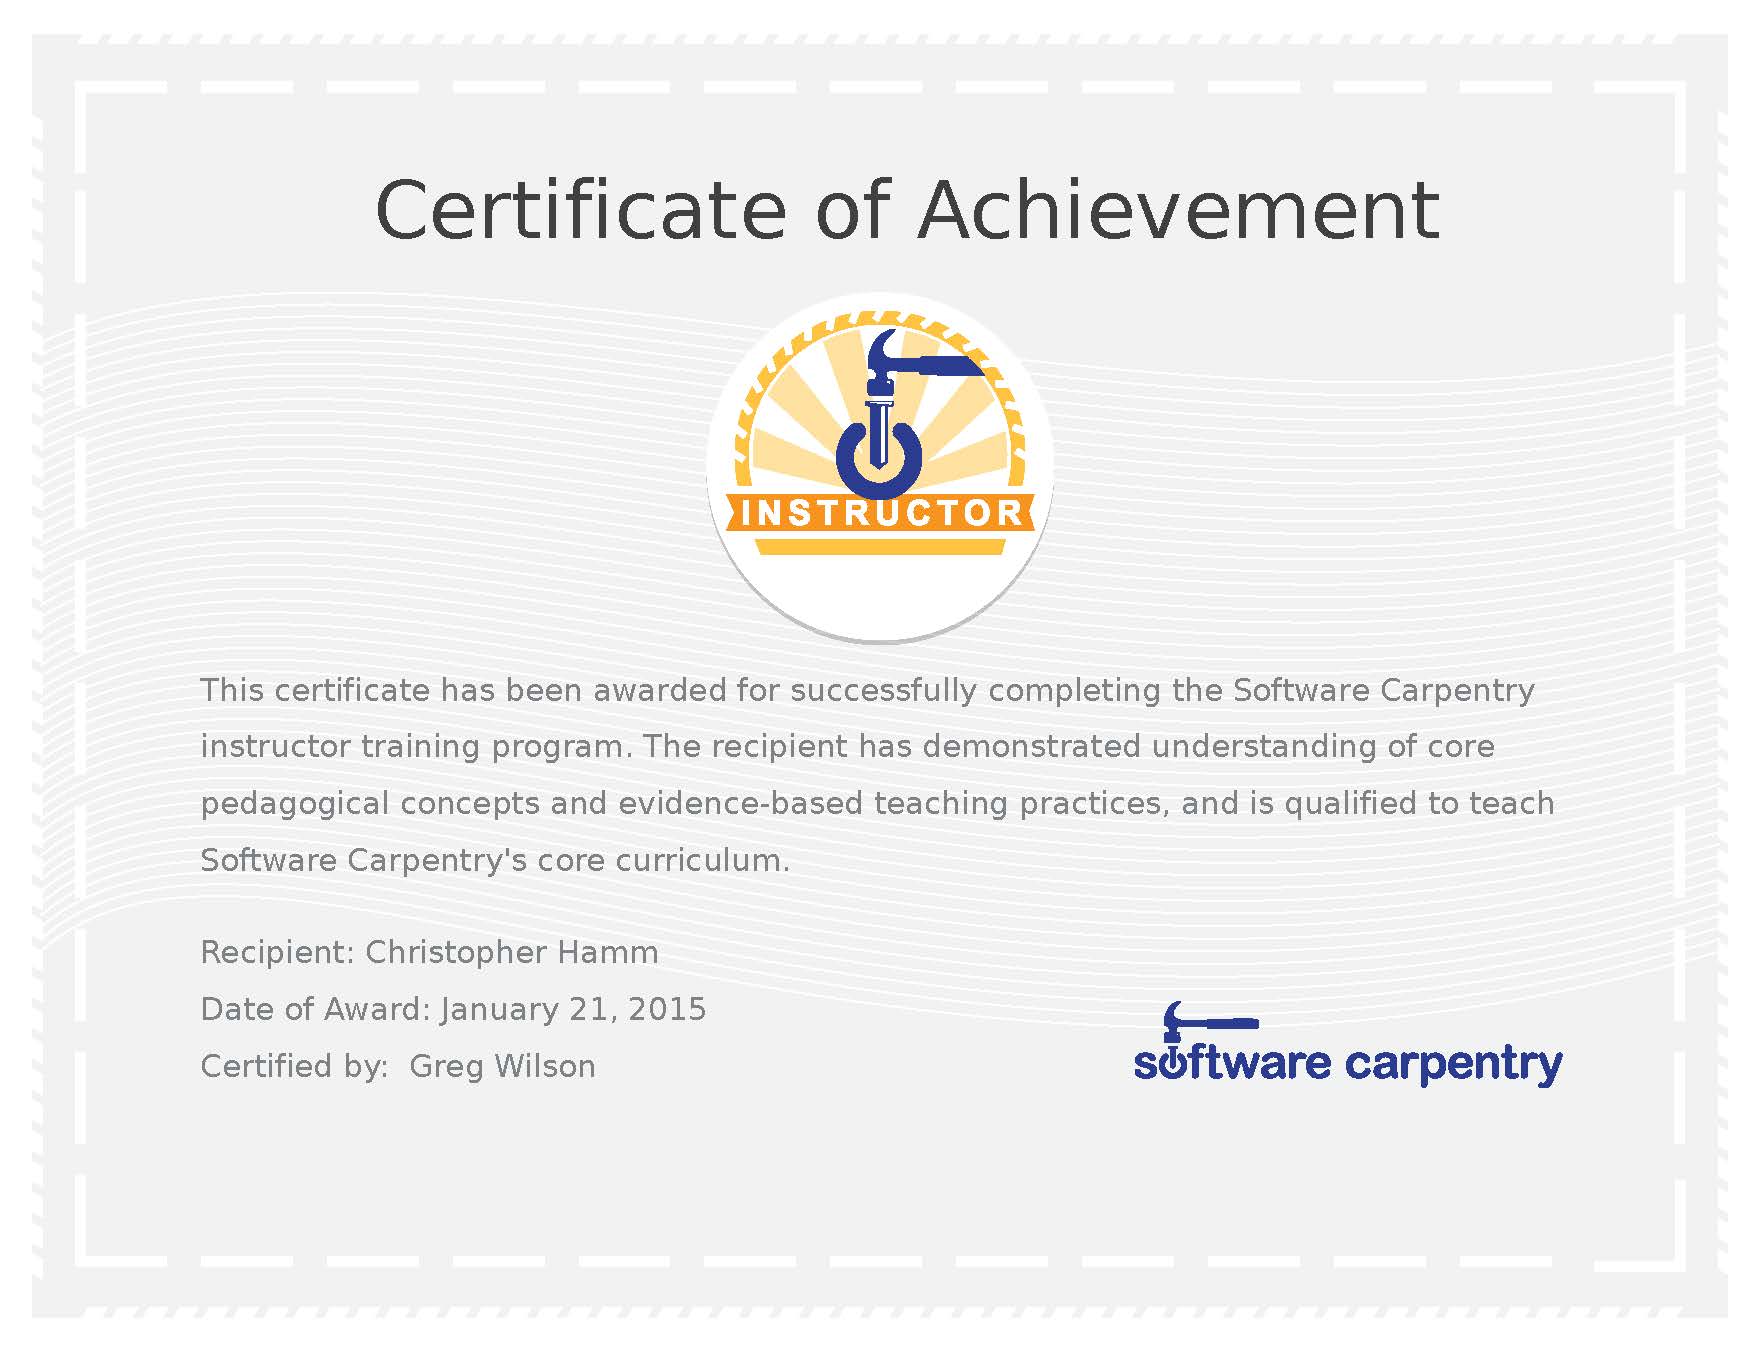 Certificate of Achievement
INSTRUCTOR
This certificate has been awarded for successfully completing the Software Carpentry
instructor training program. The recipient has demonstrated understanding of core
pedagogical concepts and evidence-based teaching practices, and is qualified to teach
Software Carpentry's core curriculum.
Recipient: Christopher Hamm
Date of Award: January 21, 2015
Certified by:  Greg Wilson
software carpentry